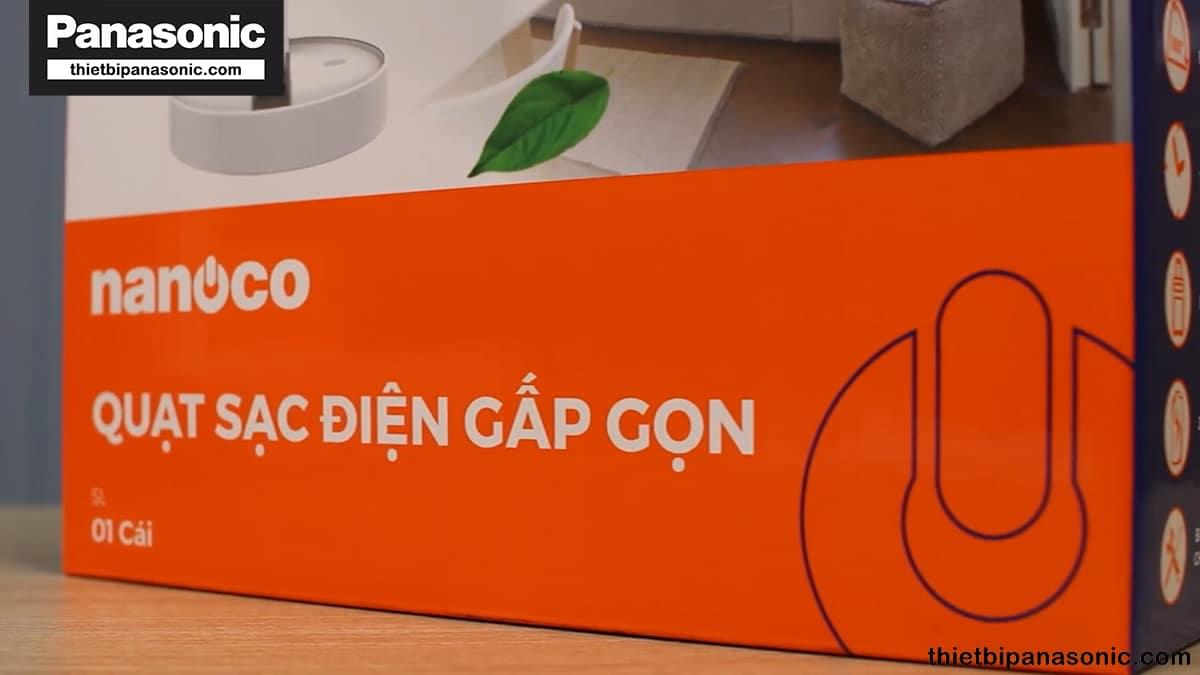 Panasonic
thietbipanasonic.com
nanoco
QUẠT SẠC ĐIỆN GẤP GỌN
SL
01 Cái
thietbipanasonic.com